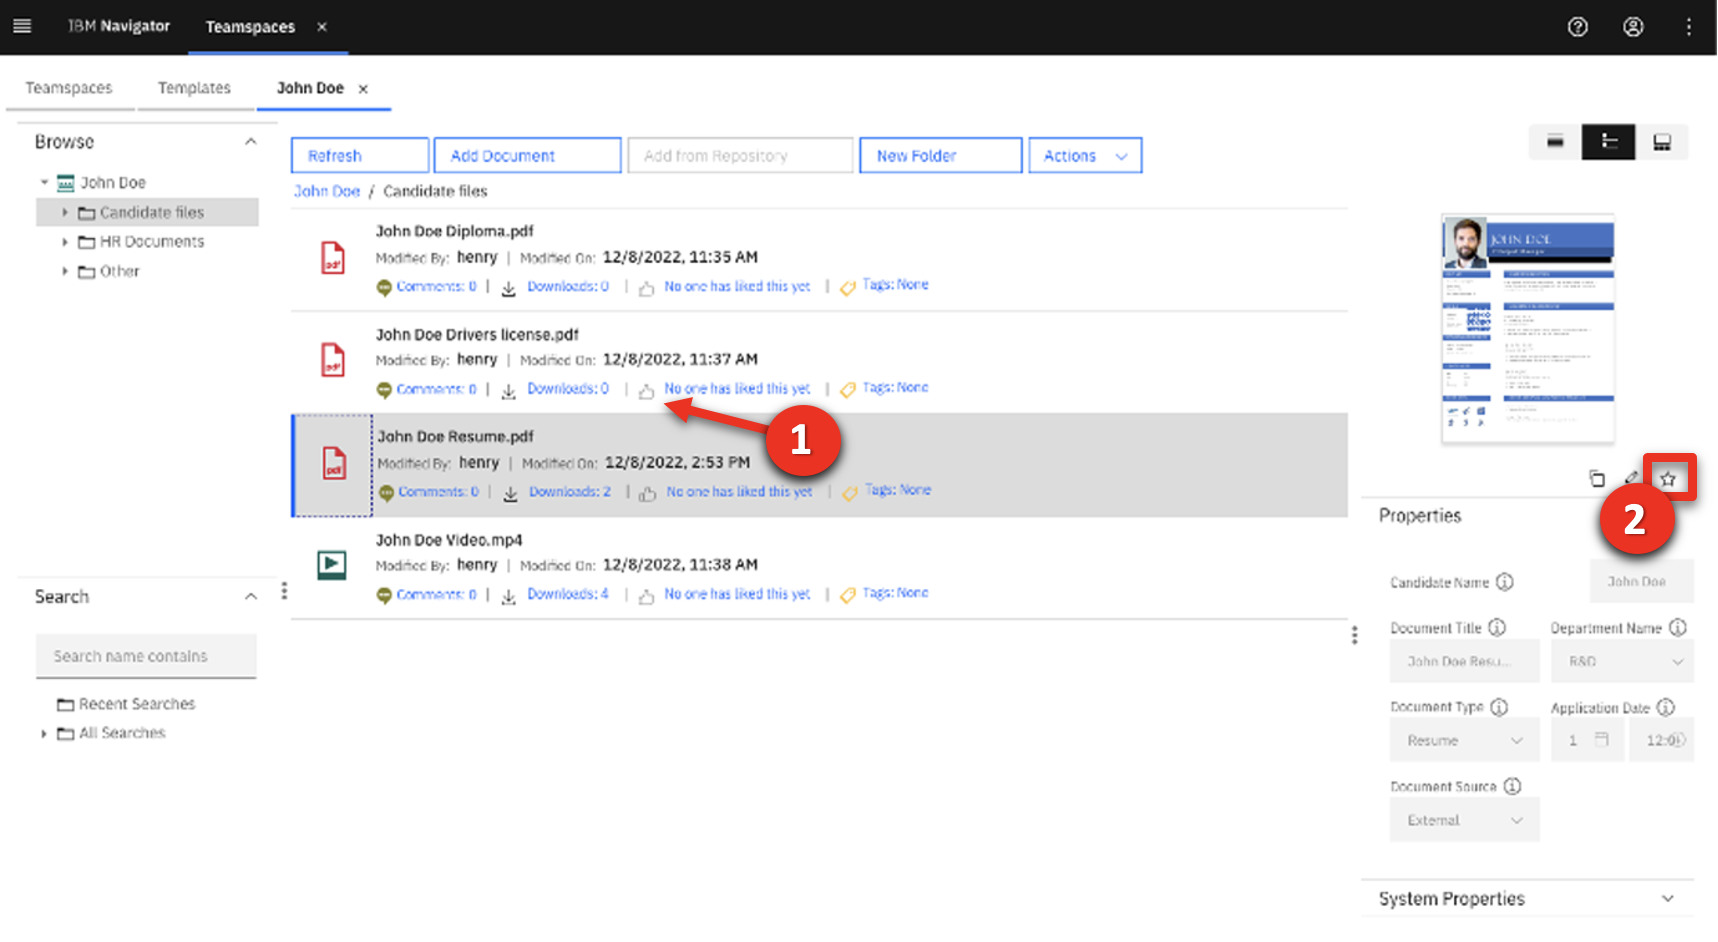 IBM Navigator
Teamspaces
Teamspaces
Templates
John Doe
Browse
John Doe
Candidate files
HR Documents
Other
Refresh
Add Document
Add from Repository
New Folder
Actions
John Doe / Candidate files
John Doe Diploma.pdf
Modified By: henry | Modified On: 12/8/2022, 11:35 AM
Comments: 0 | Downloads: 0 | No one has liked this yet | Tags: None
John Doe Drivers license.pdf
Modified By: henry | Modified On: 12/8/2022, 11:37 AM
Comments: 0 | Downloads: 0 | No one has liked this yet | Tags: None
1
John Doe Resume.pdf
Modified By: henry | Modified On: 12/8/2022, 2:53 PM
Comments: 0 | Downloads: 2 | No one has liked this yet | Tags: None
John Doe Video.mp4
Modified By: henry | Modified On: 12/8/2022, 11:38 AM
Comments: 0 | Downloads: 4 | No one has liked this yet | Tags: None
Search
Search name contains
Recent Searches
All Searches
JOHN DOE
2
Properties
Candidate Name
John Doe
Document Title
Department Name
John Doe Resu...
R&D
Document Type
Application Date
Resume
1
12:0
Document Source
External
System Properties